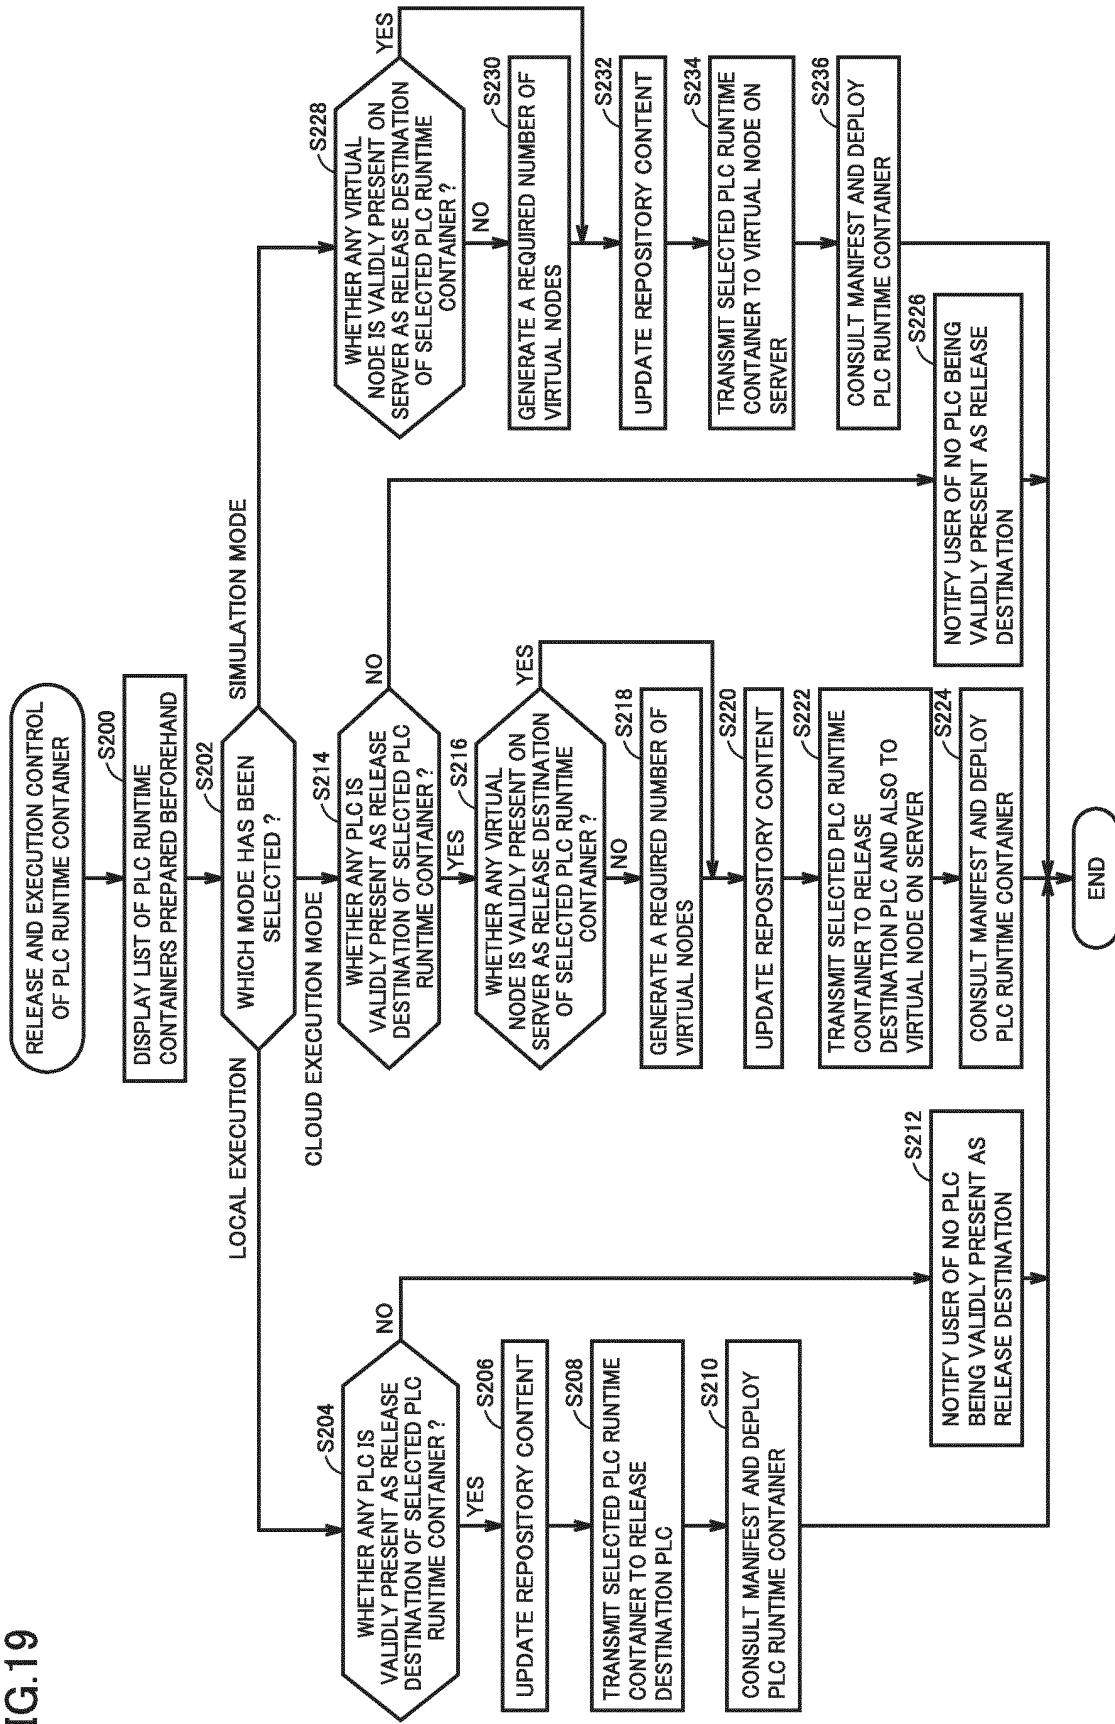 IG.19
RELEASE AND EXECUTION CONTROL
OF PLC RUNTIME CONTAINER
S200
DISPLAY LIST OF PLC RUNTIME
CONTAINERS PREPARED BEFOREHAND
S202
WHICH MODE HAS BEEN
SELECTED ?
LOCAL EXECUTION
CLOUD EXECUTION MODE
SIMULATION MODE
S204
WHETHER ANY PLC IS
VALIDLY PRESENT AS RELEASE
DESTINATION OF SELECTED PLC
RUNTIME CONTAINER ?
NO
YES
S206
UPDATE REPOSITORY CONTENT
S208
TRANSMIT SELECTED PLC RUNTIME
CONTAINER TO RELEASE
DESTINATION PLC
S210
CONSULT MANIFEST AND DEPLOY
PLC RUNTIME CONTAINER
S212
NOTIFY USER OF NO PLC
BEING VALIDLY PRESENT AS
RELEASE DESTINATION
S214
WHETHER ANY PLC IS
VALIDLY PRESENT AS RELEASE
DESTINATION OF SELECTED PLC
RUNTIME CONTAINER ?
NO
YES
S216
WHETHER ANY VIRTUAL
NODE IS VALIDLY PRESENT ON
SERVER AS RELEASE DESTINATION
OF SELECTED PLC RUNTIME
CONTAINER ?
YES
NO
S218
GENERATE A REQUIRED NUMBER OF
VIRTUAL NODES
S220
UPDATE REPOSITORY CONTENT
S222
TRANSMIT SELECTED PLC RUNTIME
CONTAINER TO RELEASE
DESTINATION PLC AND ALSO TO
VIRTUAL NODE ON SERVER
S224
CONSULT MANIFEST AND DEPLOY
PLC RUNTIME CONTAINER
S226
NOTIFY USER OF NO PLC BEING
VALIDLY PRESENT AS RELEASE
DESTINATION
S228
WHETHER ANY VIRTUAL
NODE IS VALIDLY PRESENT ON
SERVER AS RELEASE DESTINATION
OF SELECTED PLC RUNTIME
CONTAINER ?
YES
NO
S230
GENERATE A REQUIRED NUMBER OF
VIRTUAL NODES
S232
UPDATE REPOSITORY CONTENT
S234
TRANSMIT SELECTED PLC RUNTIME
CONTAINER TO VIRTUAL NODE ON
SERVER
S236
CONSULT MANIFEST AND DEPLOY
PLC RUNTIME CONTAINER
END